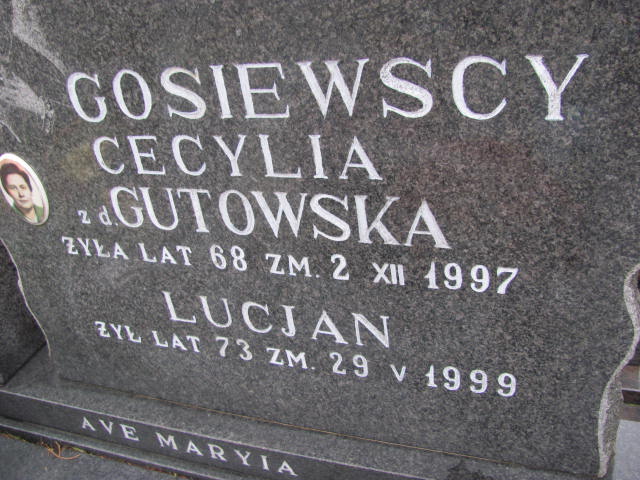 GOSIEWSCY
CECYLIA
z d. GUTOWSKA
ŻYŁA LAT 68 ZM. 2 XII 1997
LUCJAN
ŻYŁ LAT 73 ZM. 29 V 1999
AVE MARYIA